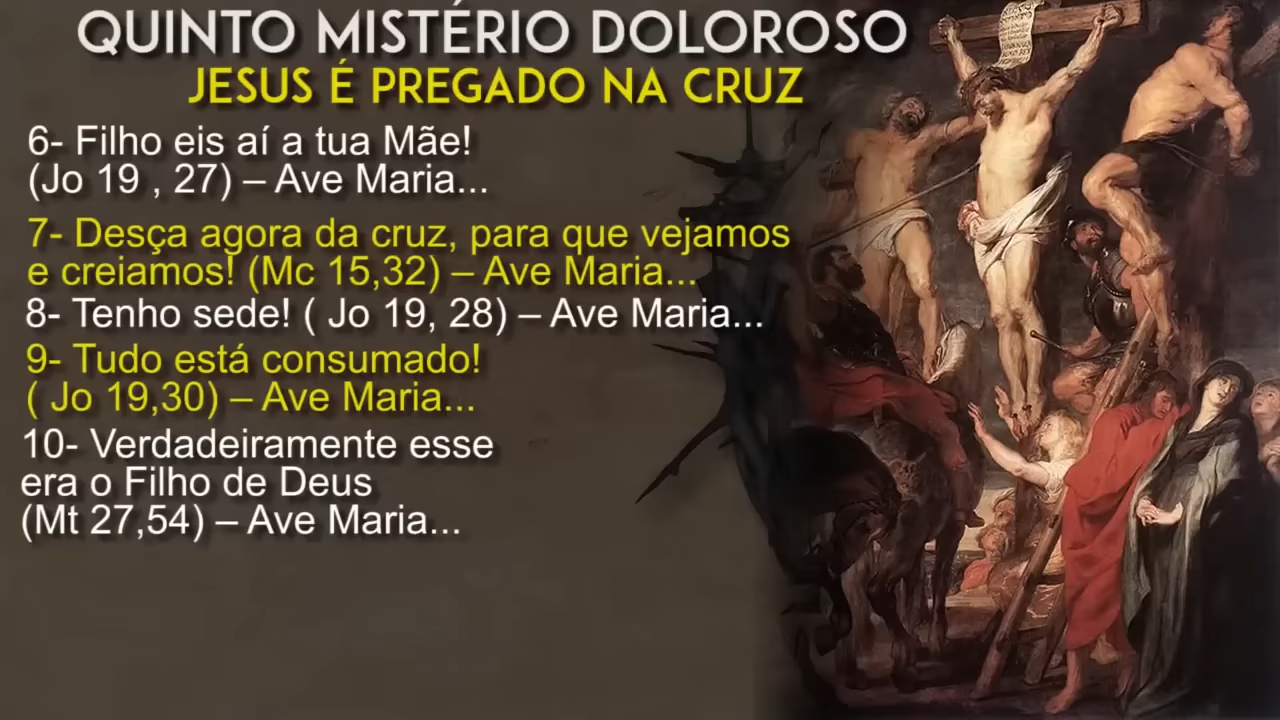 QUINTO MISTÉRIO DOLOROSO
JESUS É PREGADO NA CRUZ
6- Filho eis aí a tua Mãe!
(Jo 19 , 27) – Ave Maria...
7- Desça agora da cruz, para que vejamos
e creiamos! (Mc 15,32) – Ave Maria...
8- Tenho sede! ( Jo 19, 28) – Ave Maria...
9- Tudo está consumado!
( Jo 19,30) – Ave Maria...
10- Verdadeiramente esse
era o Filho de Deus
(Mt 27,54) – Ave Maria...